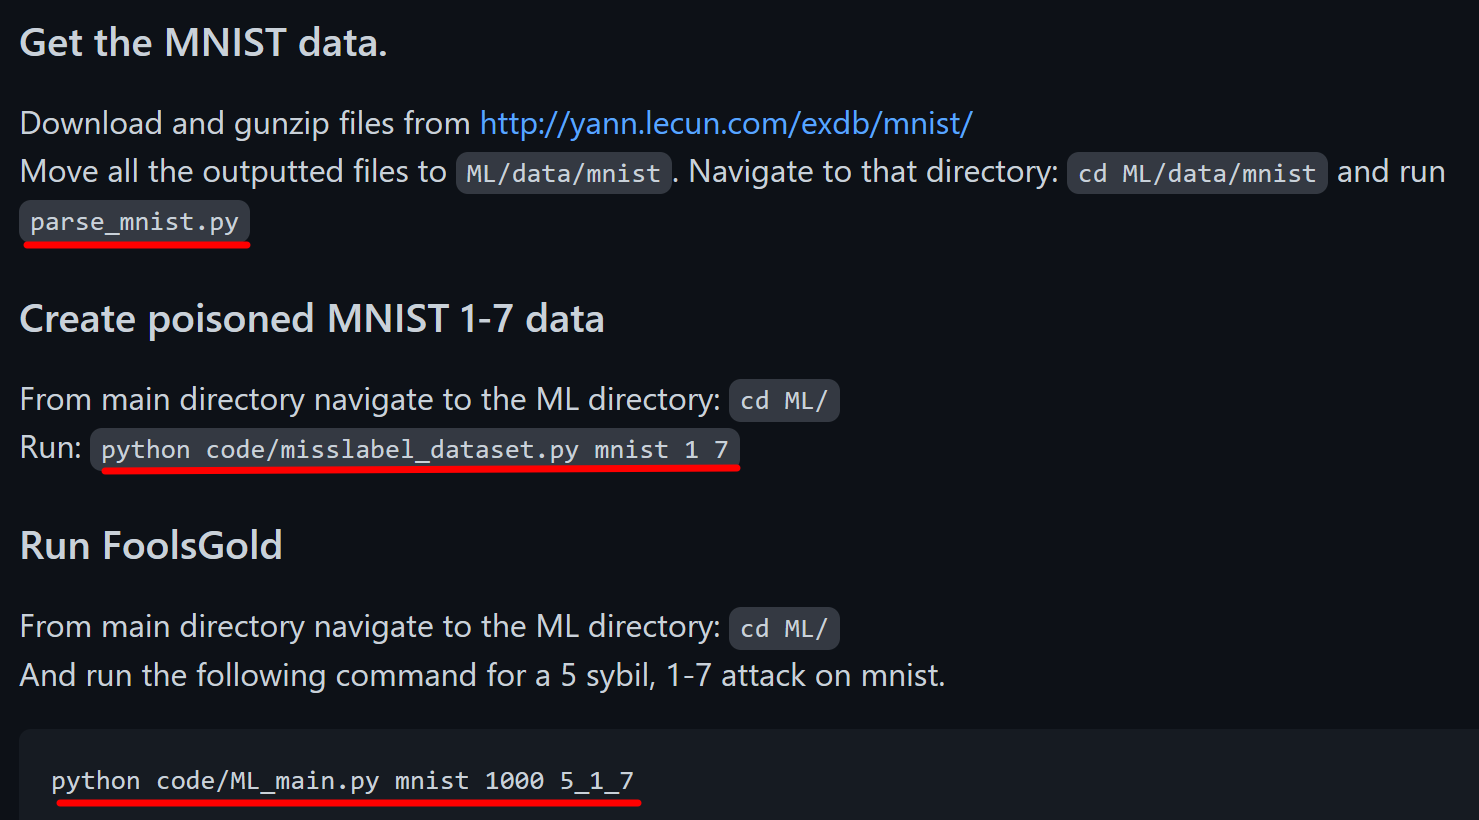 Get the MNIST data.
Download and gunzip files from http://yann.lecun.com/exdb/mnist/
Move all the outputted files to ML/data/mnist. Navigate to that directory: cd ML/data/mnist and run
parse_mnist.py
Create poisoned MNIST 1-7 data
From main directory navigate to the ML directory: cd ML/
Run: python code/misslabel_dataset.py mnist 1 7
Run FoolsGold
From main directory navigate to the ML directory: cd ML/
And run the following command for a 5 sybil, 1-7 attack on mnist.
python code/ML_main.py mnist 1000 5_1_7